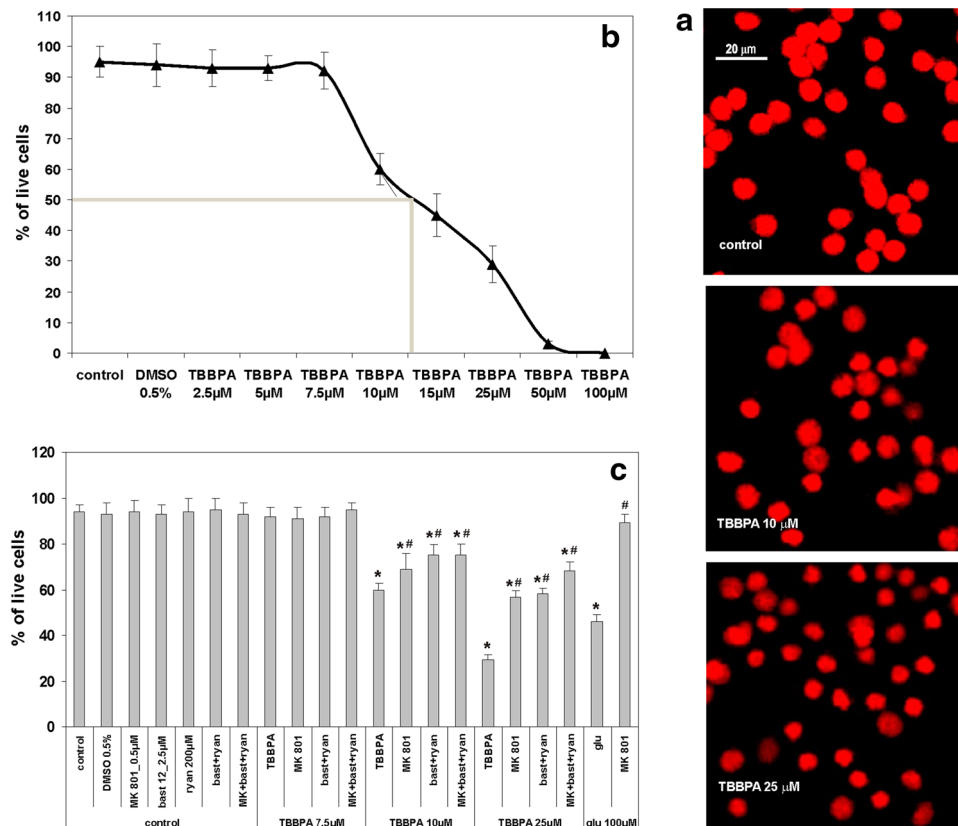 b
110
100
90
80
70
60
50
40
30
20
10
0
% of live cells
control
DMSO 0.5%
TBBPA 2.5µM
TBBPA 5µM
TBBPA 7.5µM
TBBPA 10µM
TBBPA 15µM
TBBPA 25µM
TBBPA 50µM
TBBPA 100µM
a
20 µm
control
TBBPA 10 µM
TBBPA 25 µM
c
120
100
80
60
40
20
0
% of live cells
*
*#
*#
*#
*
*#
*#
*#
*
#
control
DMSO 0.5%
MK 801_0.5µM
bast 12_2.5µM
ryan 200µM
bast+ryan
MK+bast+ryan
TBBPA
MK 801
bast+ryan
MK+bast+ryan
TBBPA
MK 801
bast+ryan
MK+bast+ryan
TBBPA
MK 801
bast+ryan
MK+bast+ryan
glu
MK 801
control
TBBPA 7.5µM
TBBPA 10µM
TBBPA 25µM
glu 100µM